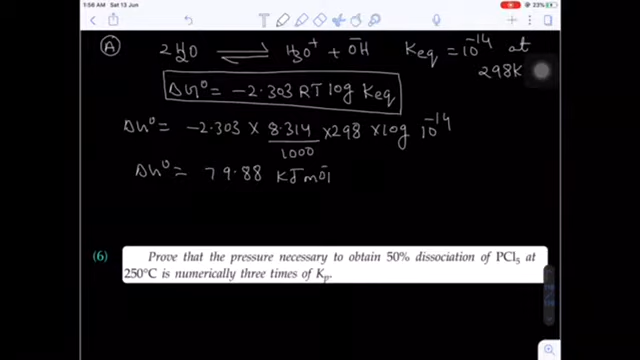 1:56 AM Sat 13 Jun
23%
(A) 2H₂O ⇌ H₃O⁺ + ŌH Keq = 10⁻¹⁴ at
298K
ΔG° = -2.303 RT log Keq
ΔG° = -2.303 × 8.314/1000 × 298 × log 10⁻¹⁴
ΔG° = 79.88 KJ mol⁻
(6) Prove that the pressure necessary to obtain 50% dissociation of PCl₅ at
250°C is numerically three times of Kₚ.